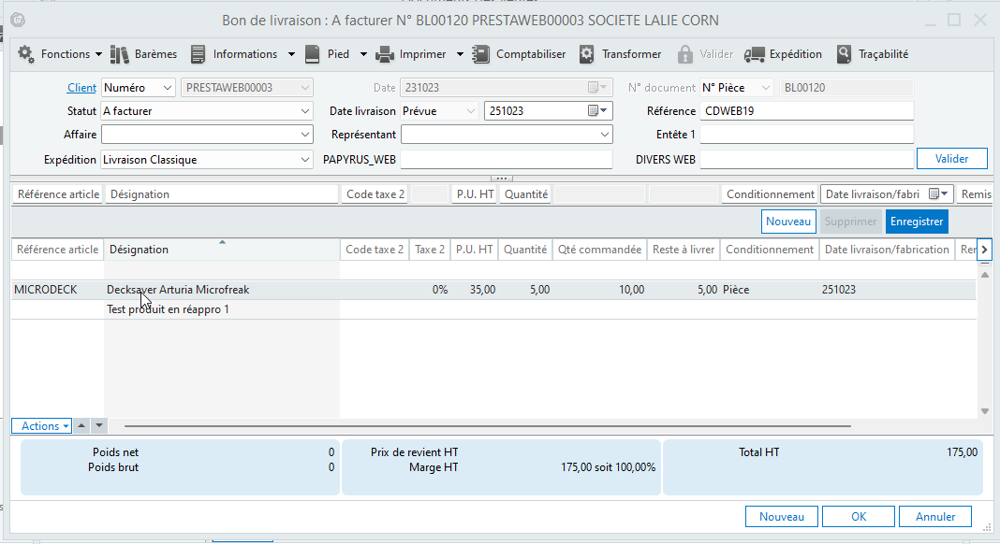 Bon de livraison : A facturer N° BL00120 PRESTAWEB00003 SOCIETE LALIE CORN
Fonctions Barèmes Informations Pied Imprimer Comptabiliser Transformer Valider Expédition Traçabilité
Client Numéro PRESTAWEB00003 Date 231023 N° document N° Pièce BL00120
Statut A facturer Date livraison Prévue 251023 Référence CDWEB19
Affaire Représentant Entête 1
Expédition Livraison Classique PAPYRUS_WEB DIVERS WEB Valider
Référence article Désignation Code taxe 2 P.U. HT Quantité Conditionnement Date livraison/fabri Remis
Nouveau Supprimer Enregistrer
Référence article Désignation Code taxe 2 Taxe 2 P.U. HT Quantité Qté commandée Reste à livrer Conditionnement Date livraison/fabrication Rer
MICRODECK Decksaver Arturia Microfreak 0% 35,00 5,00 10,00 5,00 Pièce 251023
Test produit en réappro 1
Actions
Poids net 0 Prix de revient HT Total HT 175,00
Poids brut 0 Marge HT 175,00 soit 100,00%
Nouveau OK Annuler